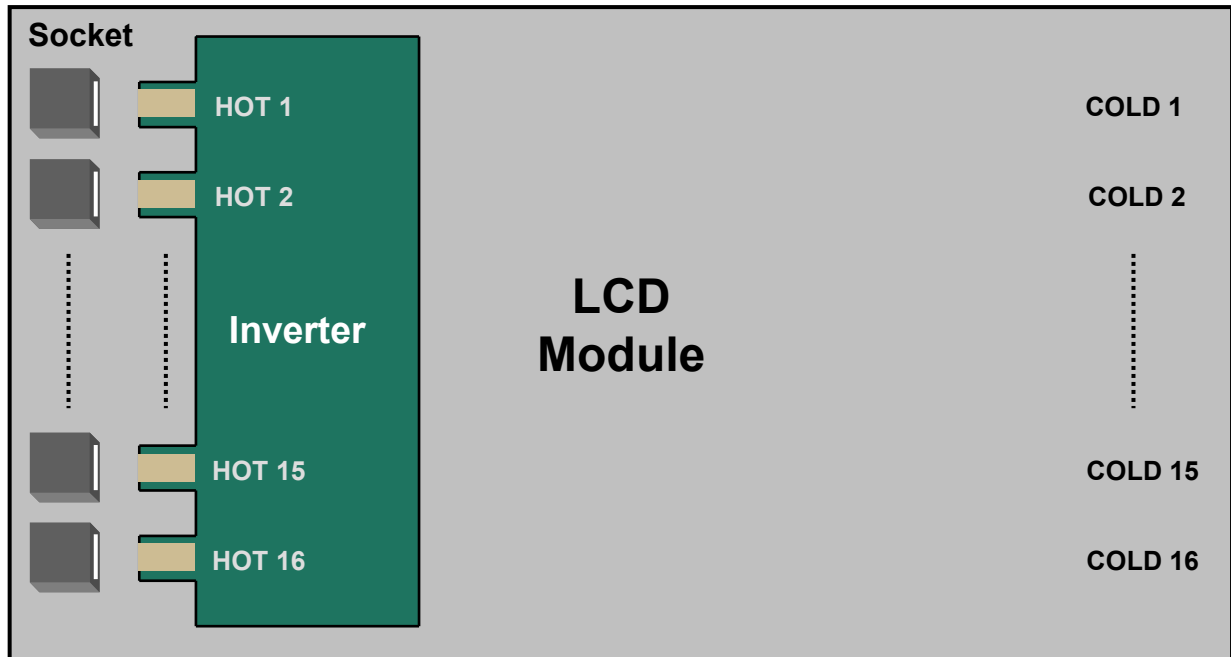 Socket
HOT 1
COLD 1
HOT 2
COLD 2
Inverter
LCD
Module
HOT 15
COLD 15
HOT 16
COLD 16